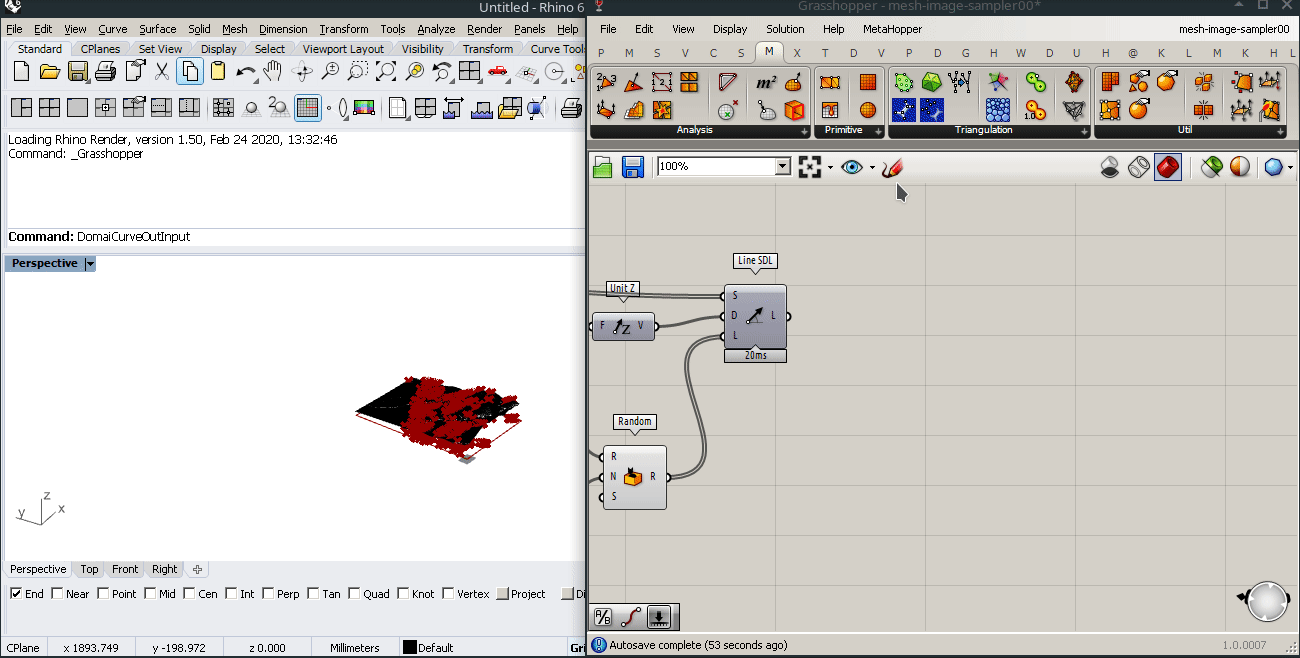 Untitled - Rhino 6
Grasshopper - mesh-image-sampler00*
File Edit View Curve Surface Solid Mesh Dimension Transform Tools Analyze Render Panels Help
File Edit View Display Solution Help MetaHopper mesh-image-sampler00
Standard CPlanes Set View Display Select Viewport Layout Visibility Transform Curve Tools
P M S V C S M X T D V P D G H W D U H @ K L M K H L
Analysis Primitive Triangulation Util
Loading Rhino Render, version 1.50, Feb 24 2020, 13:32:46
Command: _Grasshopper
100%
Command: DomaiCurveOutInput
Perspective
Line SDL
S
D L
L
20ms
Unit Z
F Z V
Random
R
N R
S
z
y x
Perspective Top Front Right
End Near Point Mid Cen Int Perp Tan Quad Knot Vertex Project Di
CPlane x 1893.749 y -198.972 z 0.000 Millimeters Default Gri
Autosave complete (53 seconds ago) 1.0.0007